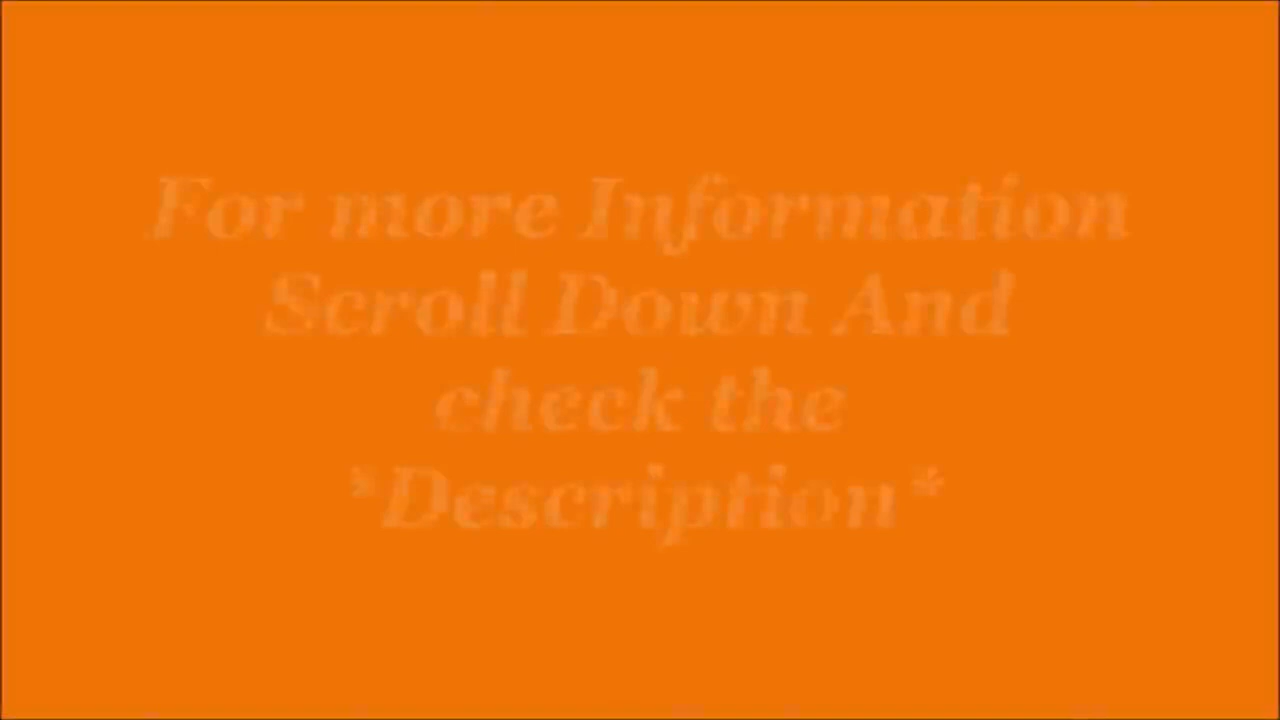 For more Information
Scroll Down And
check the
*Description*